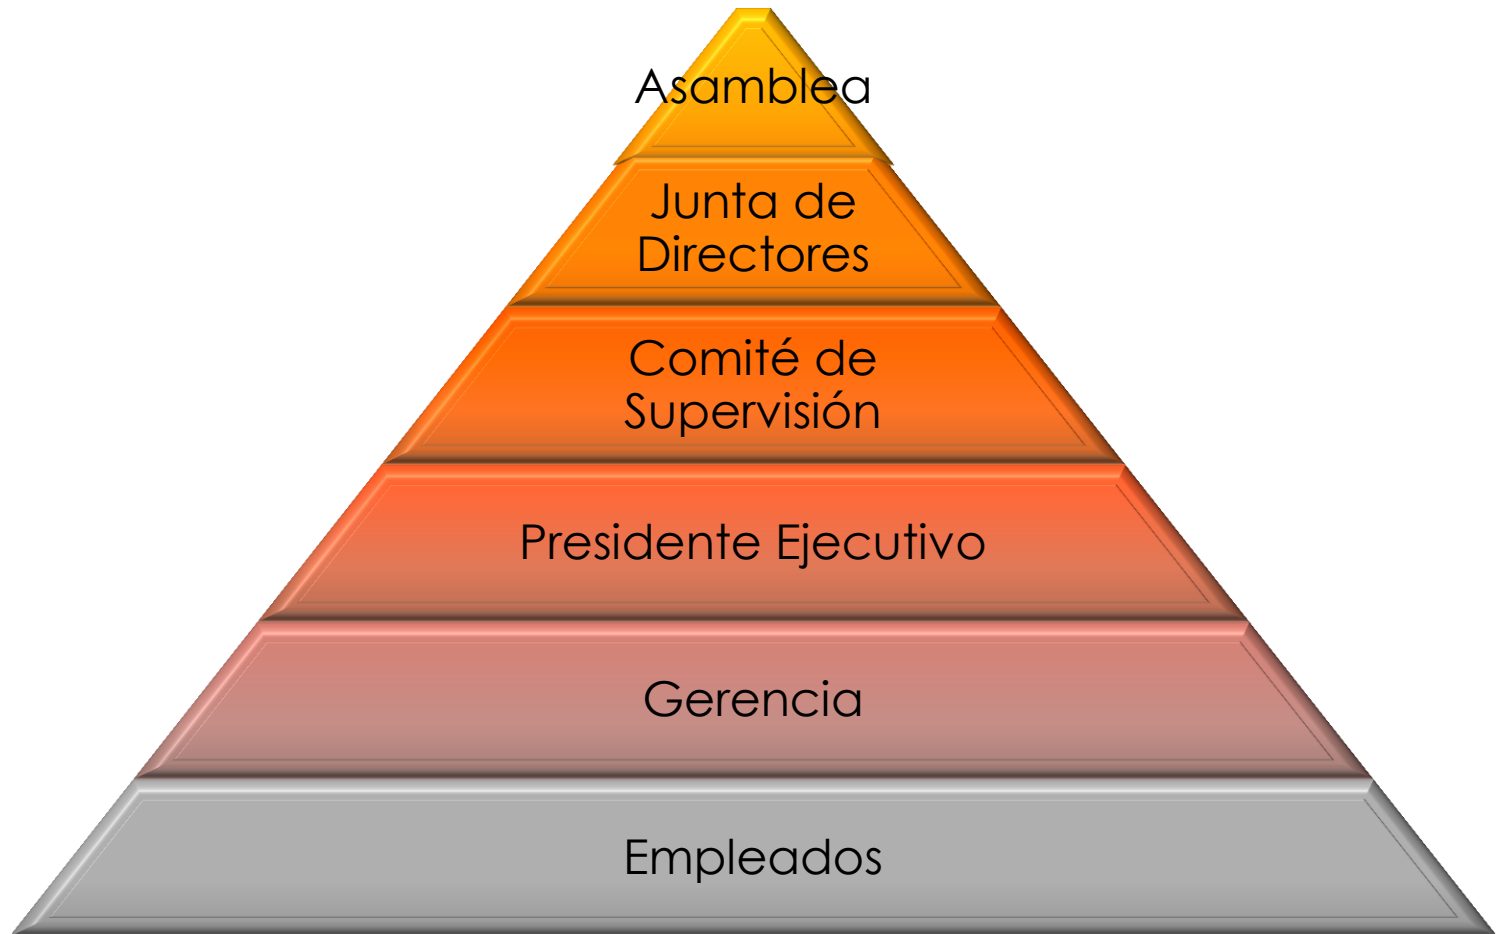 Asamblea
Junta de
Directores
Comité de
Supervisión
Presidente Ejecutivo
Gerencia
Empleados